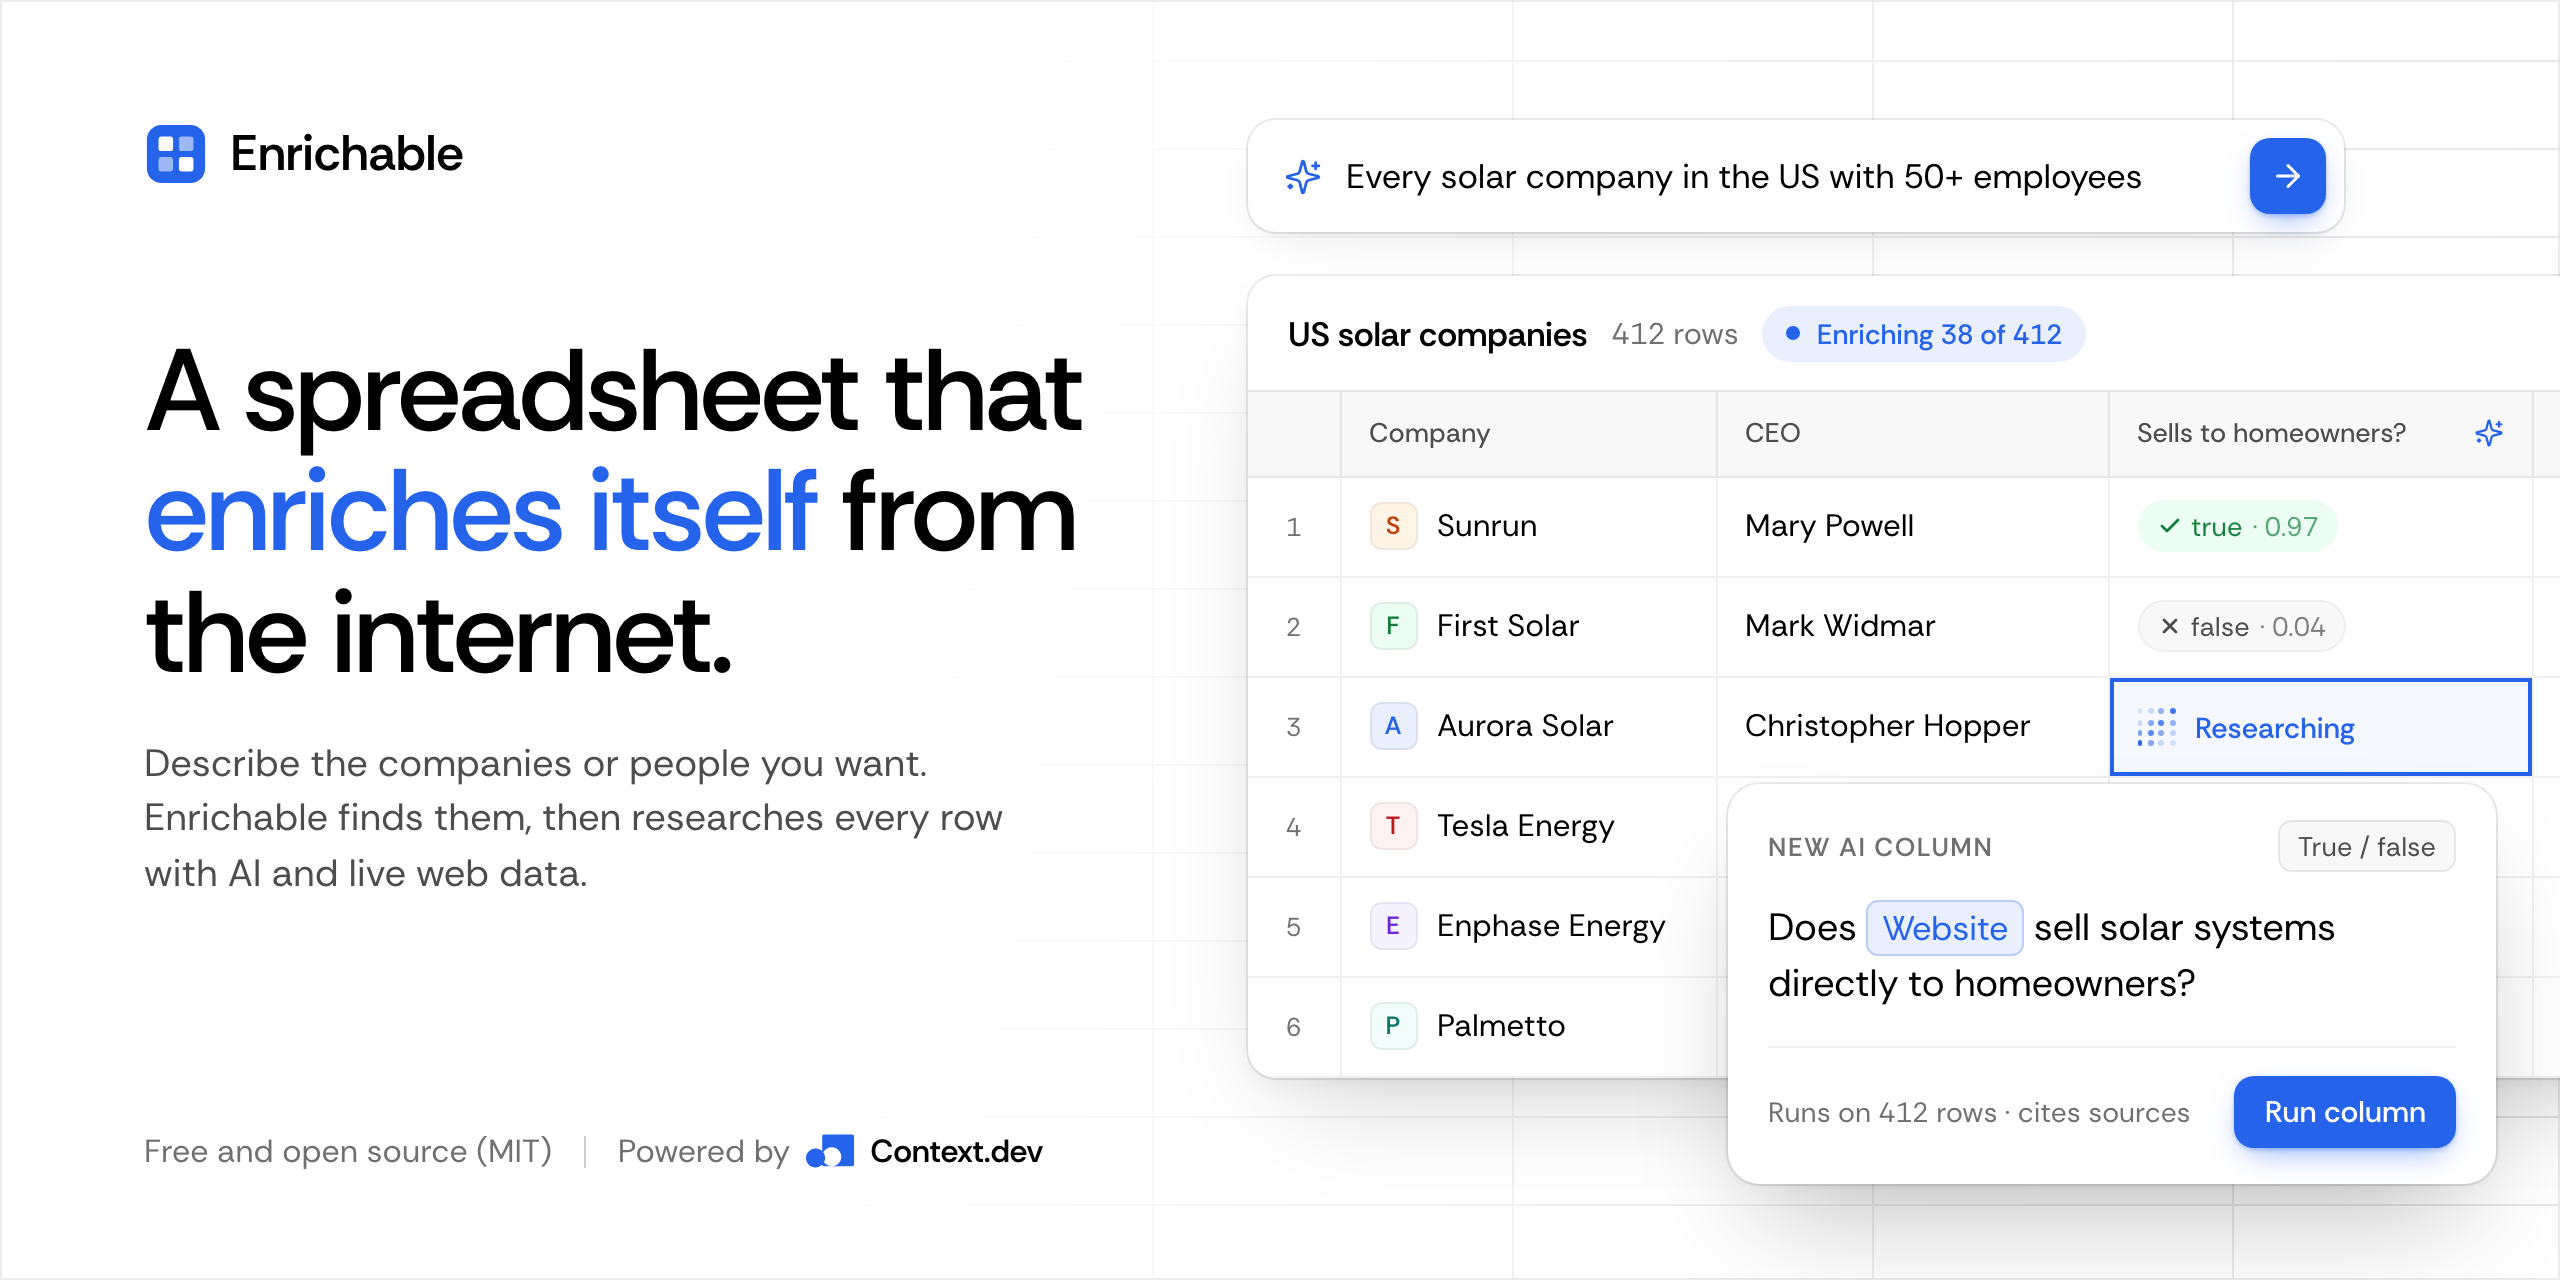 Enrichable
A spreadsheet that
enriches itself from
the internet.
Describe the companies or people you want.
Enrichable finds them, then researches every row
with AI and live web data.
Free and open source (MIT)
Powered by Context.dev
Every solar company in the US with 50+ employees
US solar companies 412 rows Enriching 38 of 412
Company CEO Sells to homeowners?
1 S Sunrun Mary Powell true · 0.97
2 F First Solar Mark Widmar false · 0.04
3 A Aurora Solar Christopher Hopper Researching
4 T Tesla Energy
5 E Enphase Energy
6 P Palmetto
NEW AI COLUMN True / false
Does Website sell solar systems
directly to homeowners?
Runs on 412 rows · cites sources Run column